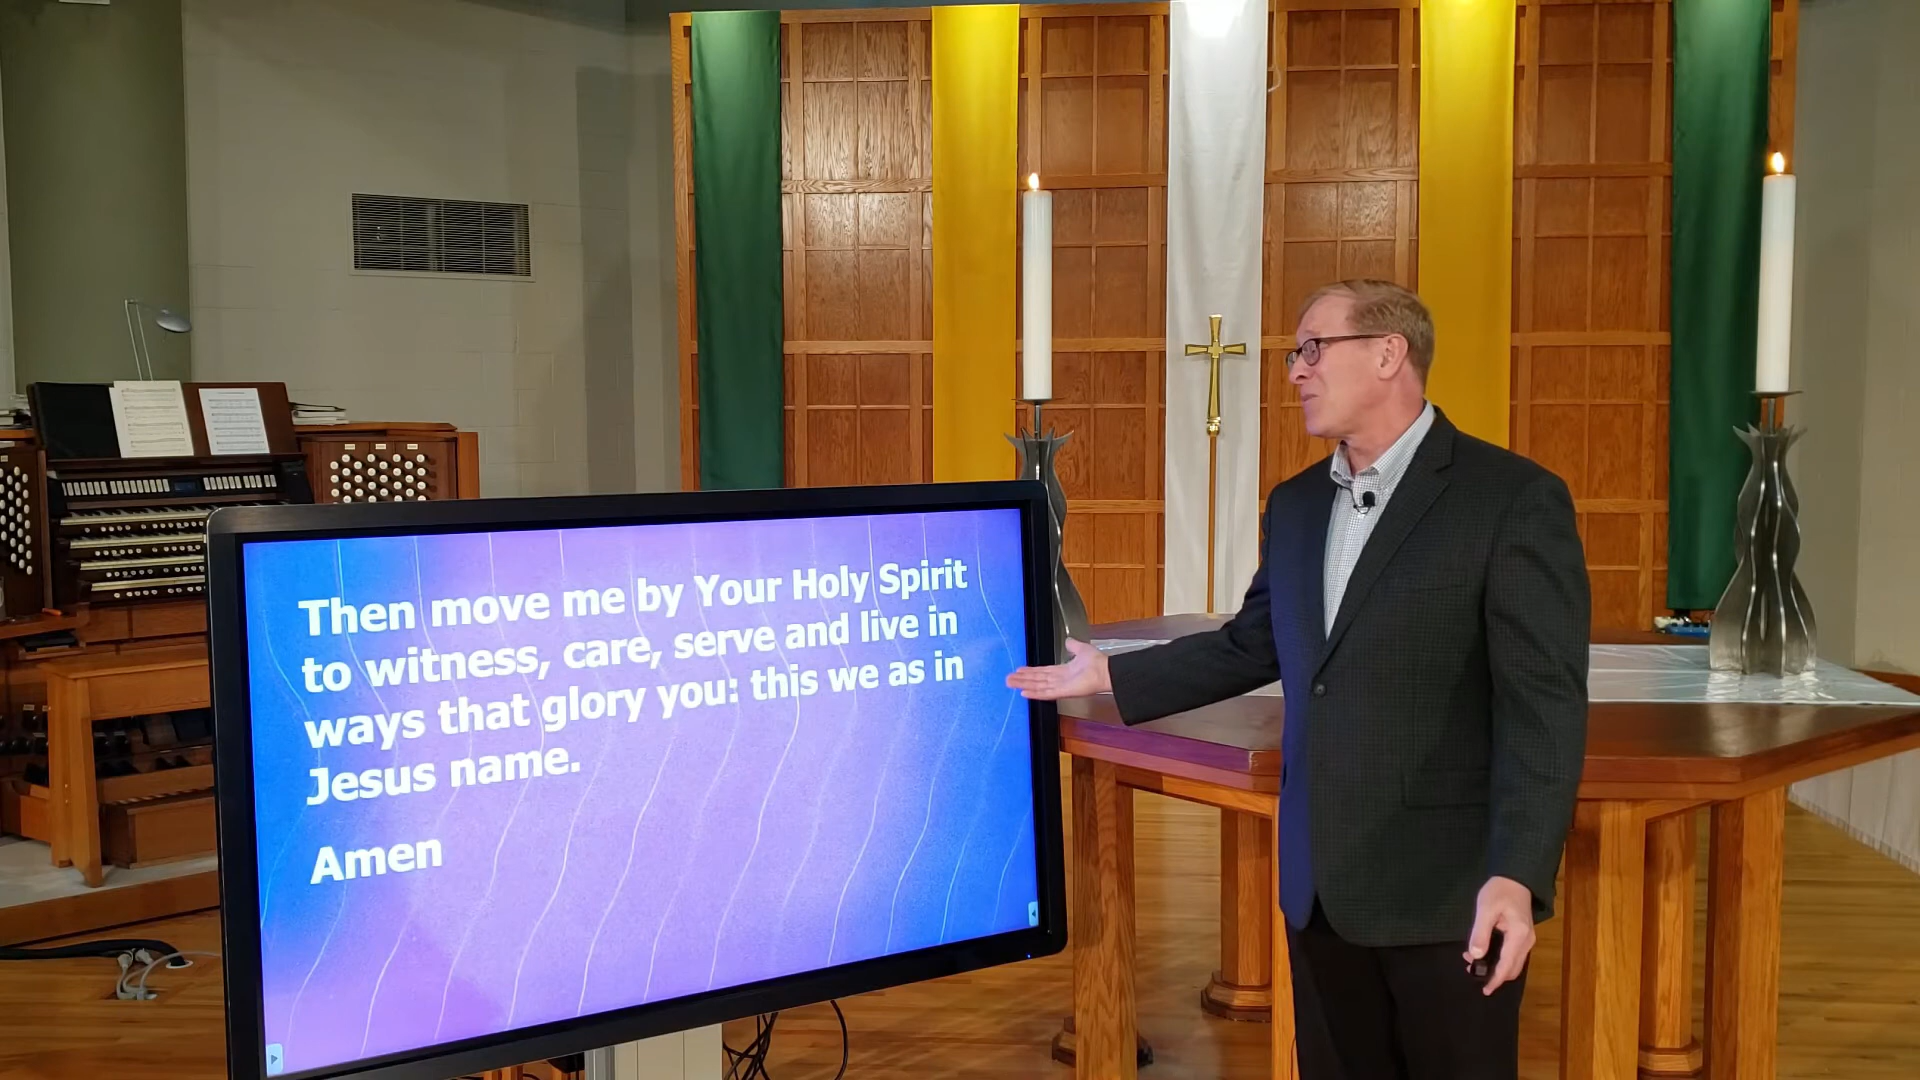 Then move me by Your Holy Spirit
to witness, care, serve and live in
ways that glory you: this we as in
Jesus name.
Amen